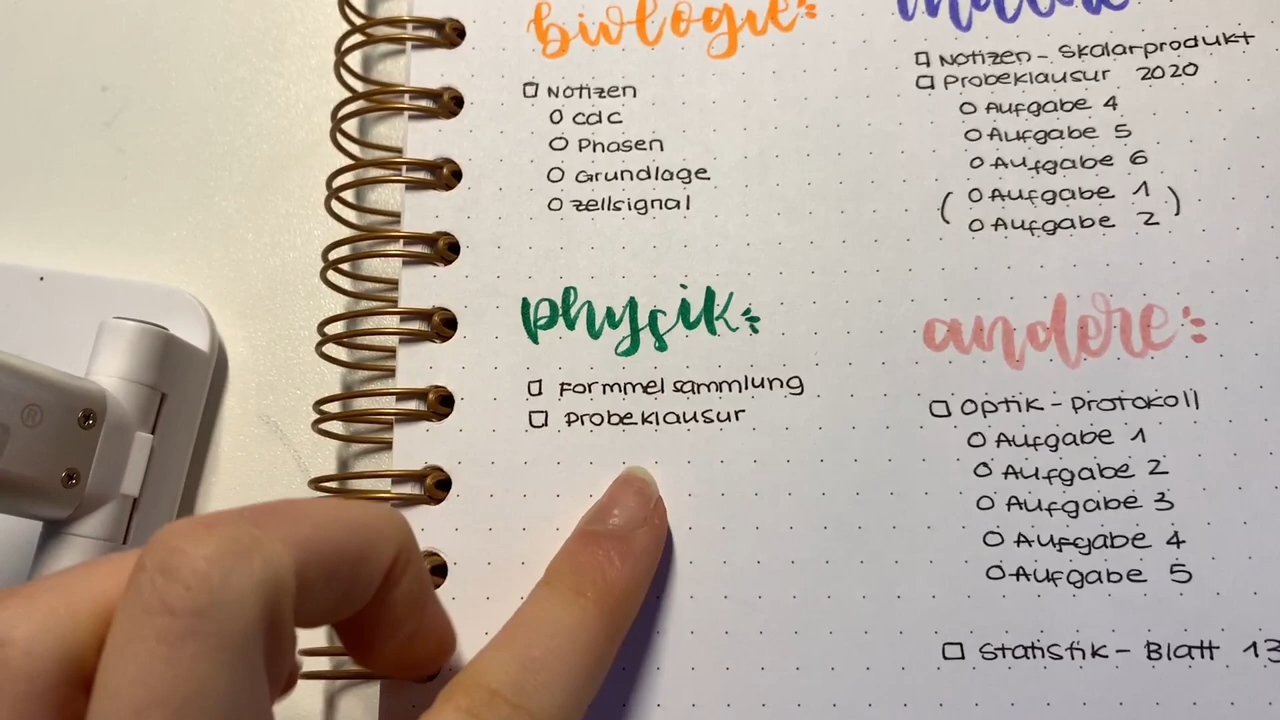 biologie
□ Notizen
○ cdc
○ Phasen
○ Grundlage
○ zellsignal
mathe
□ Notizen - Skalarprodukt
□ Probeklausur 2020
○ Aufgabe 4
○ Aufgabe 5
○ Aufgabe 6
( ○ Aufgabe 1 )
○ Aufgabe 2
physik
□ Formmelsammlung
□ Probeklausur
andere
□ Optik - Protokoll
○ Aufgabe 1
○ Aufgabe 2
○ Aufgabe 3
○ Aufgabe 4
○ Aufgabe 5
□ Statistik - Blatt 13
®